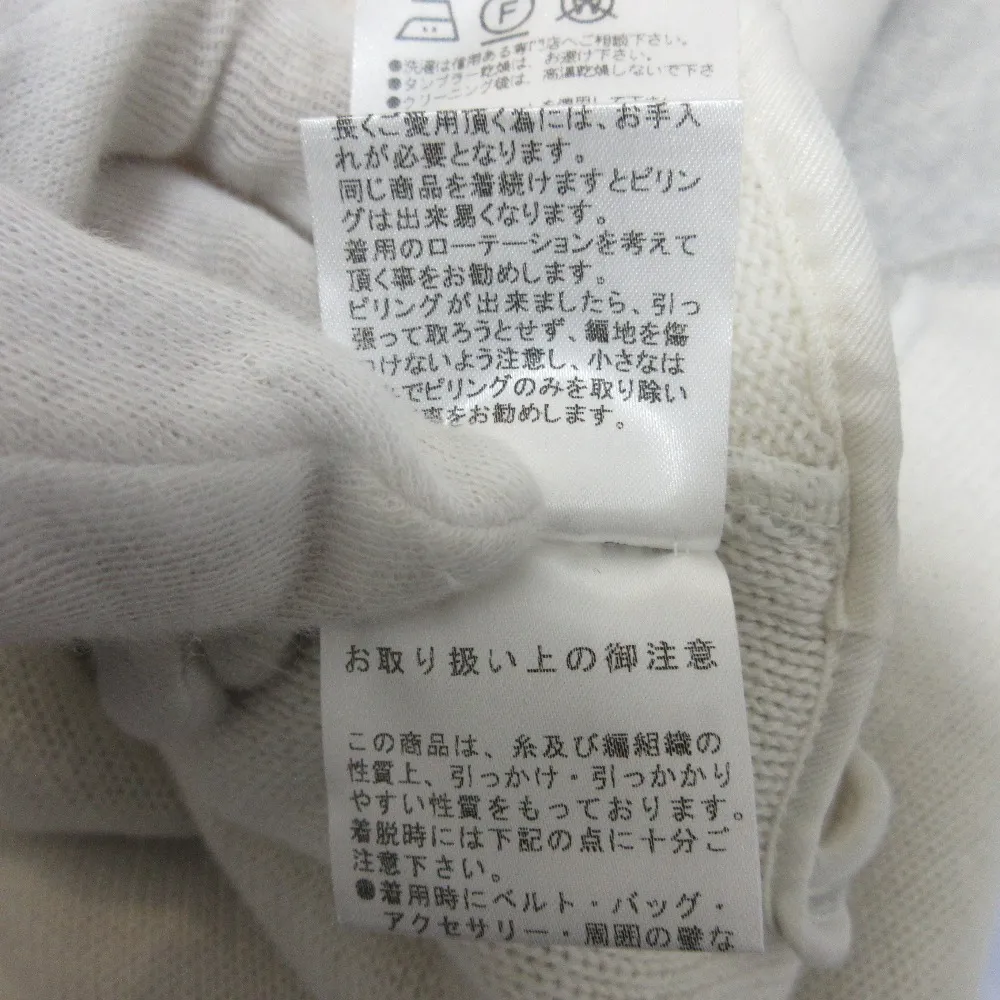 F
W
●洗濯は信用ある専門店へご相談下さい。
●タンブラー乾燥は、お避け下さい。
高温乾燥しないで下さ
●クリーニング後は、
長くご愛用頂く為には、お手入
れが必要となります。
同じ商品を着続けますとピリン
グは出来易くなります。
着用のローテーションを考えて
頂く事をお勧めします。
ピリングが出来ましたら、引っ
張って取ろうとせず、編地を傷
つけないよう注意し、小さなは
でピリングのみを取り除い
事をお勧めします。
お取り扱い上の御注意
この商品は、糸及び編組織の
性質上、引っかけ・引っかかり
やすい性質をもっております。
着脱時には下記の点に十分ご
注意下さい。
●着用時にベルト・バッグ・
アクセサリー・周囲の壁な